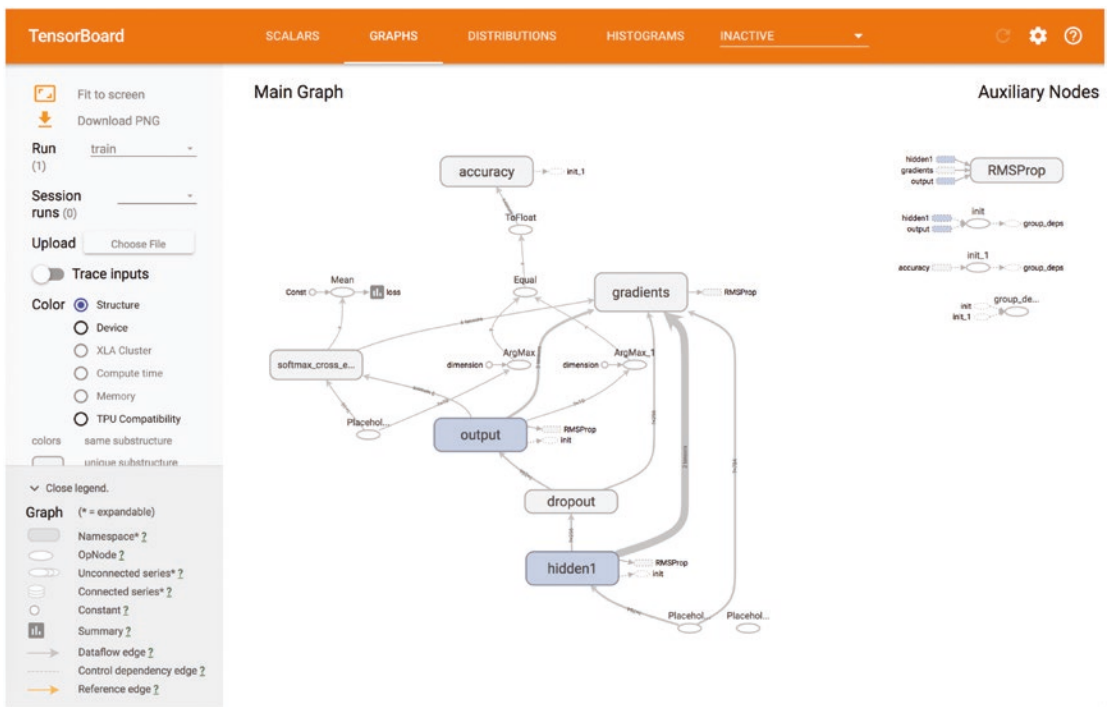 TensorBoard
SCALARS GRAPHS DISTRIBUTIONS HISTOGRAMS INACTIVE
Fit to screen
Download PNG
Run train
(1)
Session
runs (0)
Upload Choose File
Trace inputs
Color Structure
Device
XLA Cluster
Compute time
Memory
TPU Compatibility
colors same substructure
unique substructure
Close legend.
Graph (* = expandable)
Namespace* ?
OpNode ?
Unconnected series* ?
Connected series* ?
Constant ?
Summary ?
Dataflow edge ?
Control dependency edge ?
Reference edge ?
Main Graph
accuracy init_1
ToFloat
Mean Equal
Const loss
gradients RMSProp
softmax_cross_e...
ArgMax ArgMax_1
dimension dimension
Placehol...
output RMSProp
init
dropout
hidden1 RMSProp
init
Placehol... Placehol...
Auxiliary Nodes
hidden1
gradients RMSProp
output
init
hidden1 group_deps
output
init_1
accuracy group_deps
group_de...
init
init_1